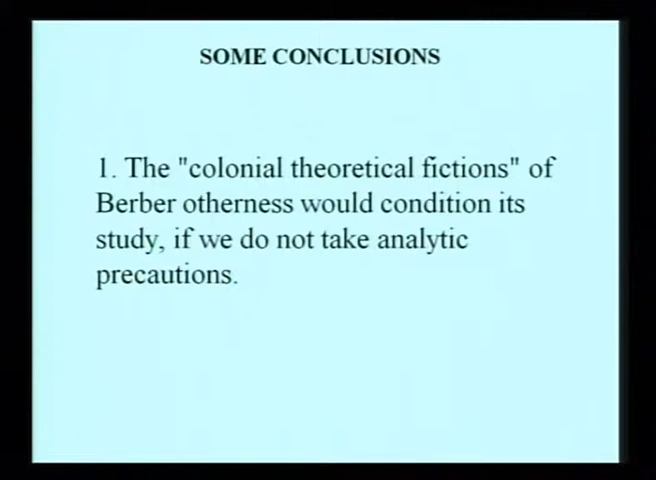 SOME CONCLUSIONS
1. The "colonial theoretical fictions" of
Berber otherness would condition its
study, if we do not take analytic
precautions.